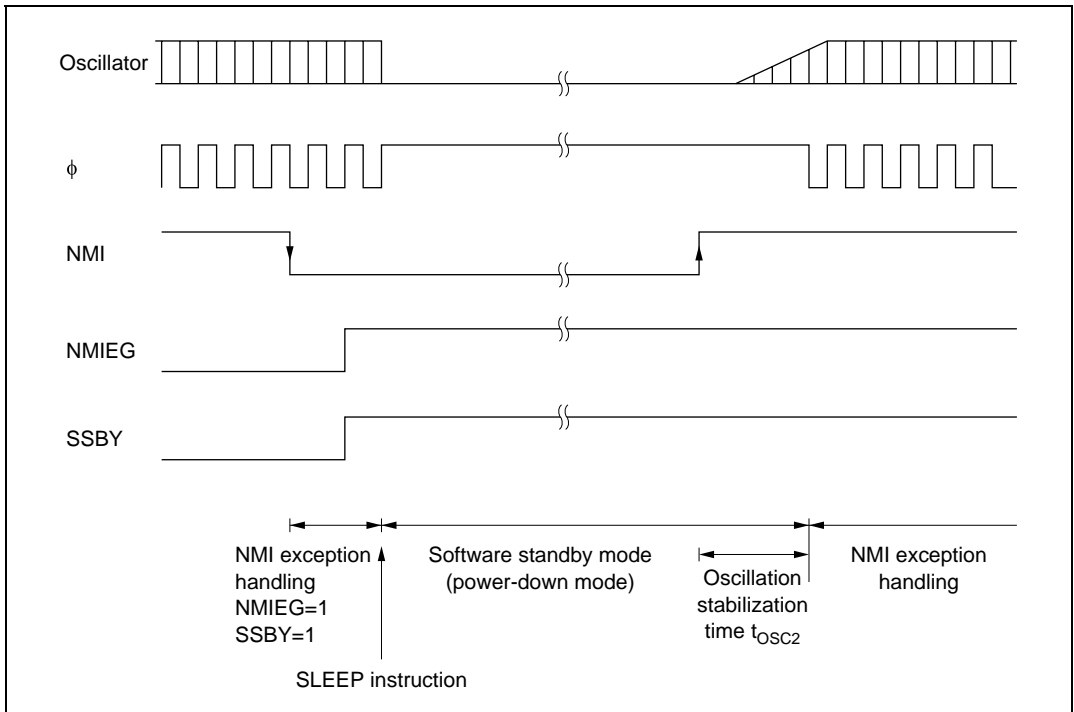 Oscillator
ϕ
NMI
NMIEG
SSBY
NMI exception
handling
NMIEG=1
SSBY=1
Software standby mode
(power-down mode)
Oscillation
stabilization
time tOSC2
NMI exception
handling
SLEEP instruction